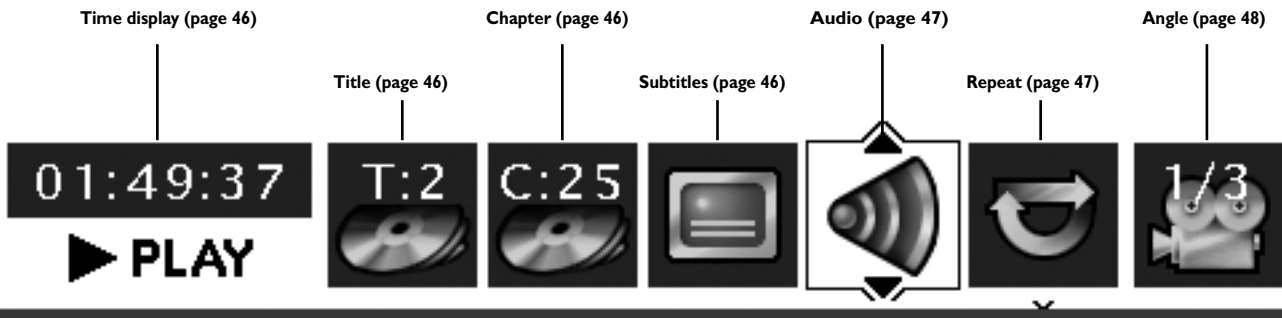 Time display (page 46) Chapter (page 46) Audio (page 47) Angle (page 48)
Title (page 46) Subtitles (page 46) Repeat (page 47)
01:49:37 T:2 C:25 1/3
PLAY